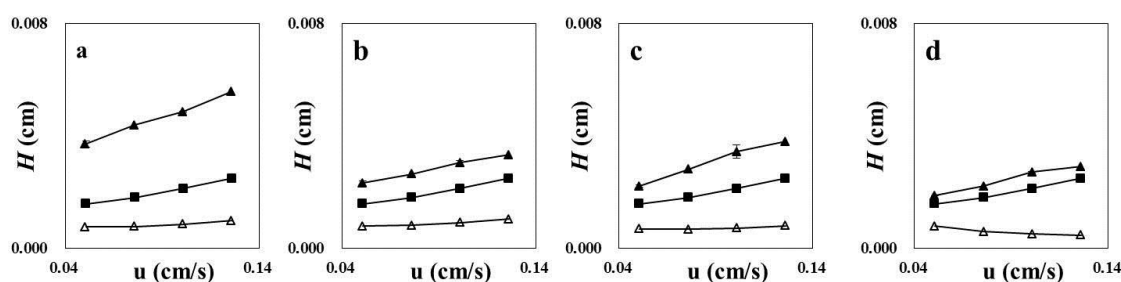 0.008 0.008 0.008 0.008
a b c d
H (cm) H (cm) H (cm) H (cm)
0.000 0.000 0.000 0.000
0.04 0.14 0.04 0.14 0.04 0.14 0.04 0.14
u (cm/s) u (cm/s) u (cm/s) u (cm/s)